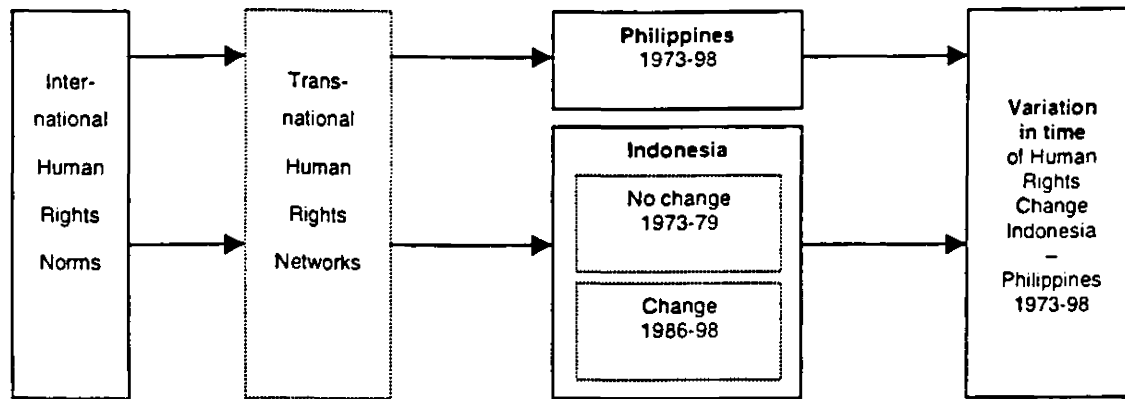 Inter-
national
Human
Rights
Norms
Trans-
national
Human
Rights
Networks
Philippines
1973-98
Indonesia
No change
1973-79
Change
1986-98
Variation
in time
of Human
Rights
Change
Indonesia
–
Philippines
1973-98